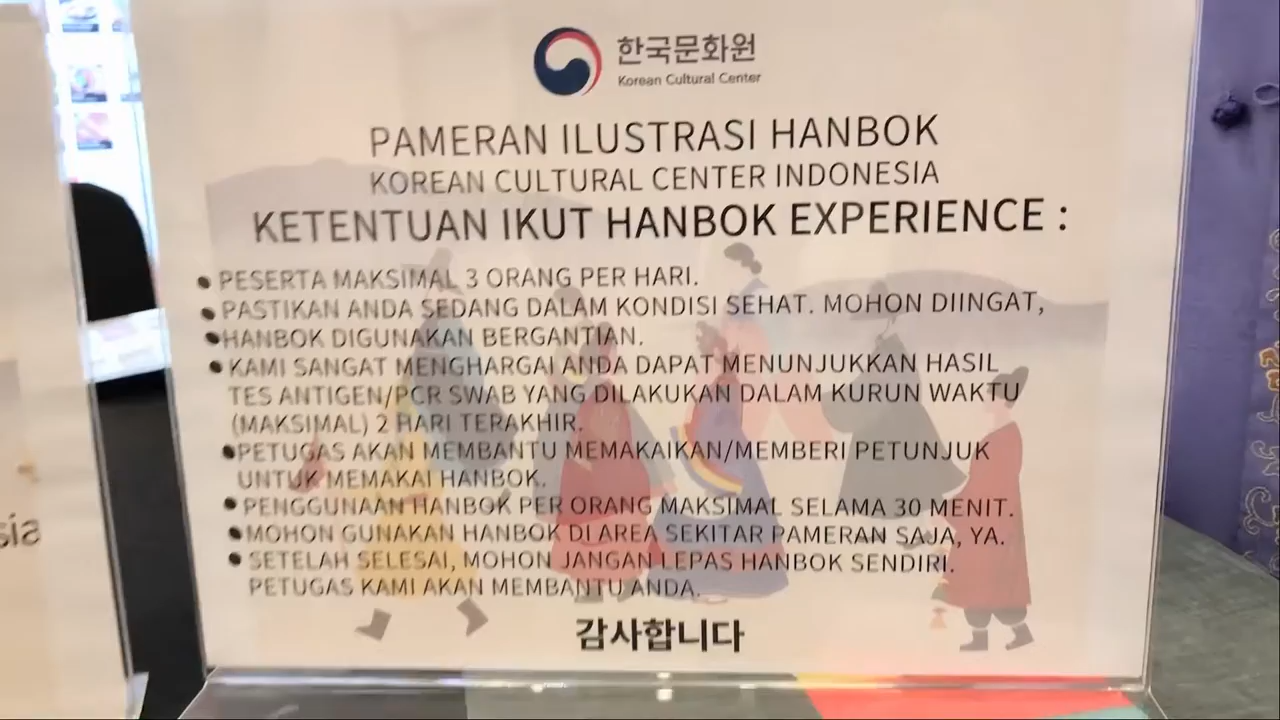 한국문화원
Korean Cultural Center
PAMERAN ILUSTRASI HANBOK
KOREAN CULTURAL CENTER INDONESIA
KETENTUAN IKUT HANBOK EXPERIENCE :
• PESERTA MAKSIMAL 3 ORANG PER HARI.
• PASTIKAN ANDA SEDANG DALAM KONDISI SEHAT. MOHON DIINGAT,
• HANBOK DIGUNAKAN BERGANTIAN.
• KAMI SANGAT MENGHARGAI ANDA DAPAT MENUNJUKKAN HASIL
TES ANTIGEN/PCR SWAB YANG DILAKUKAN DALAM KURUN WAKTU
(MAKSIMAL) 2 HARI TERAKHIR.
• PETUGAS AKAN MEMBANTU MEMAKAIKAN/MEMBERI PETUNJUK
UNTUK MEMAKAI HANBOK.
• PENGGUNAAN HANBOK PER ORANG MAKSIMAL SELAMA 30 MENIT.
• MOHON GUNAKAN HANBOK DI AREA SEKITAR PAMERAN SAJA, YA.
• SETELAH SELESAI, MOHON JANGAN LEPAS HANBOK SENDIRI.
PETUGAS KAMI AKAN MEMBANTU ANDA.
감사합니다
sia